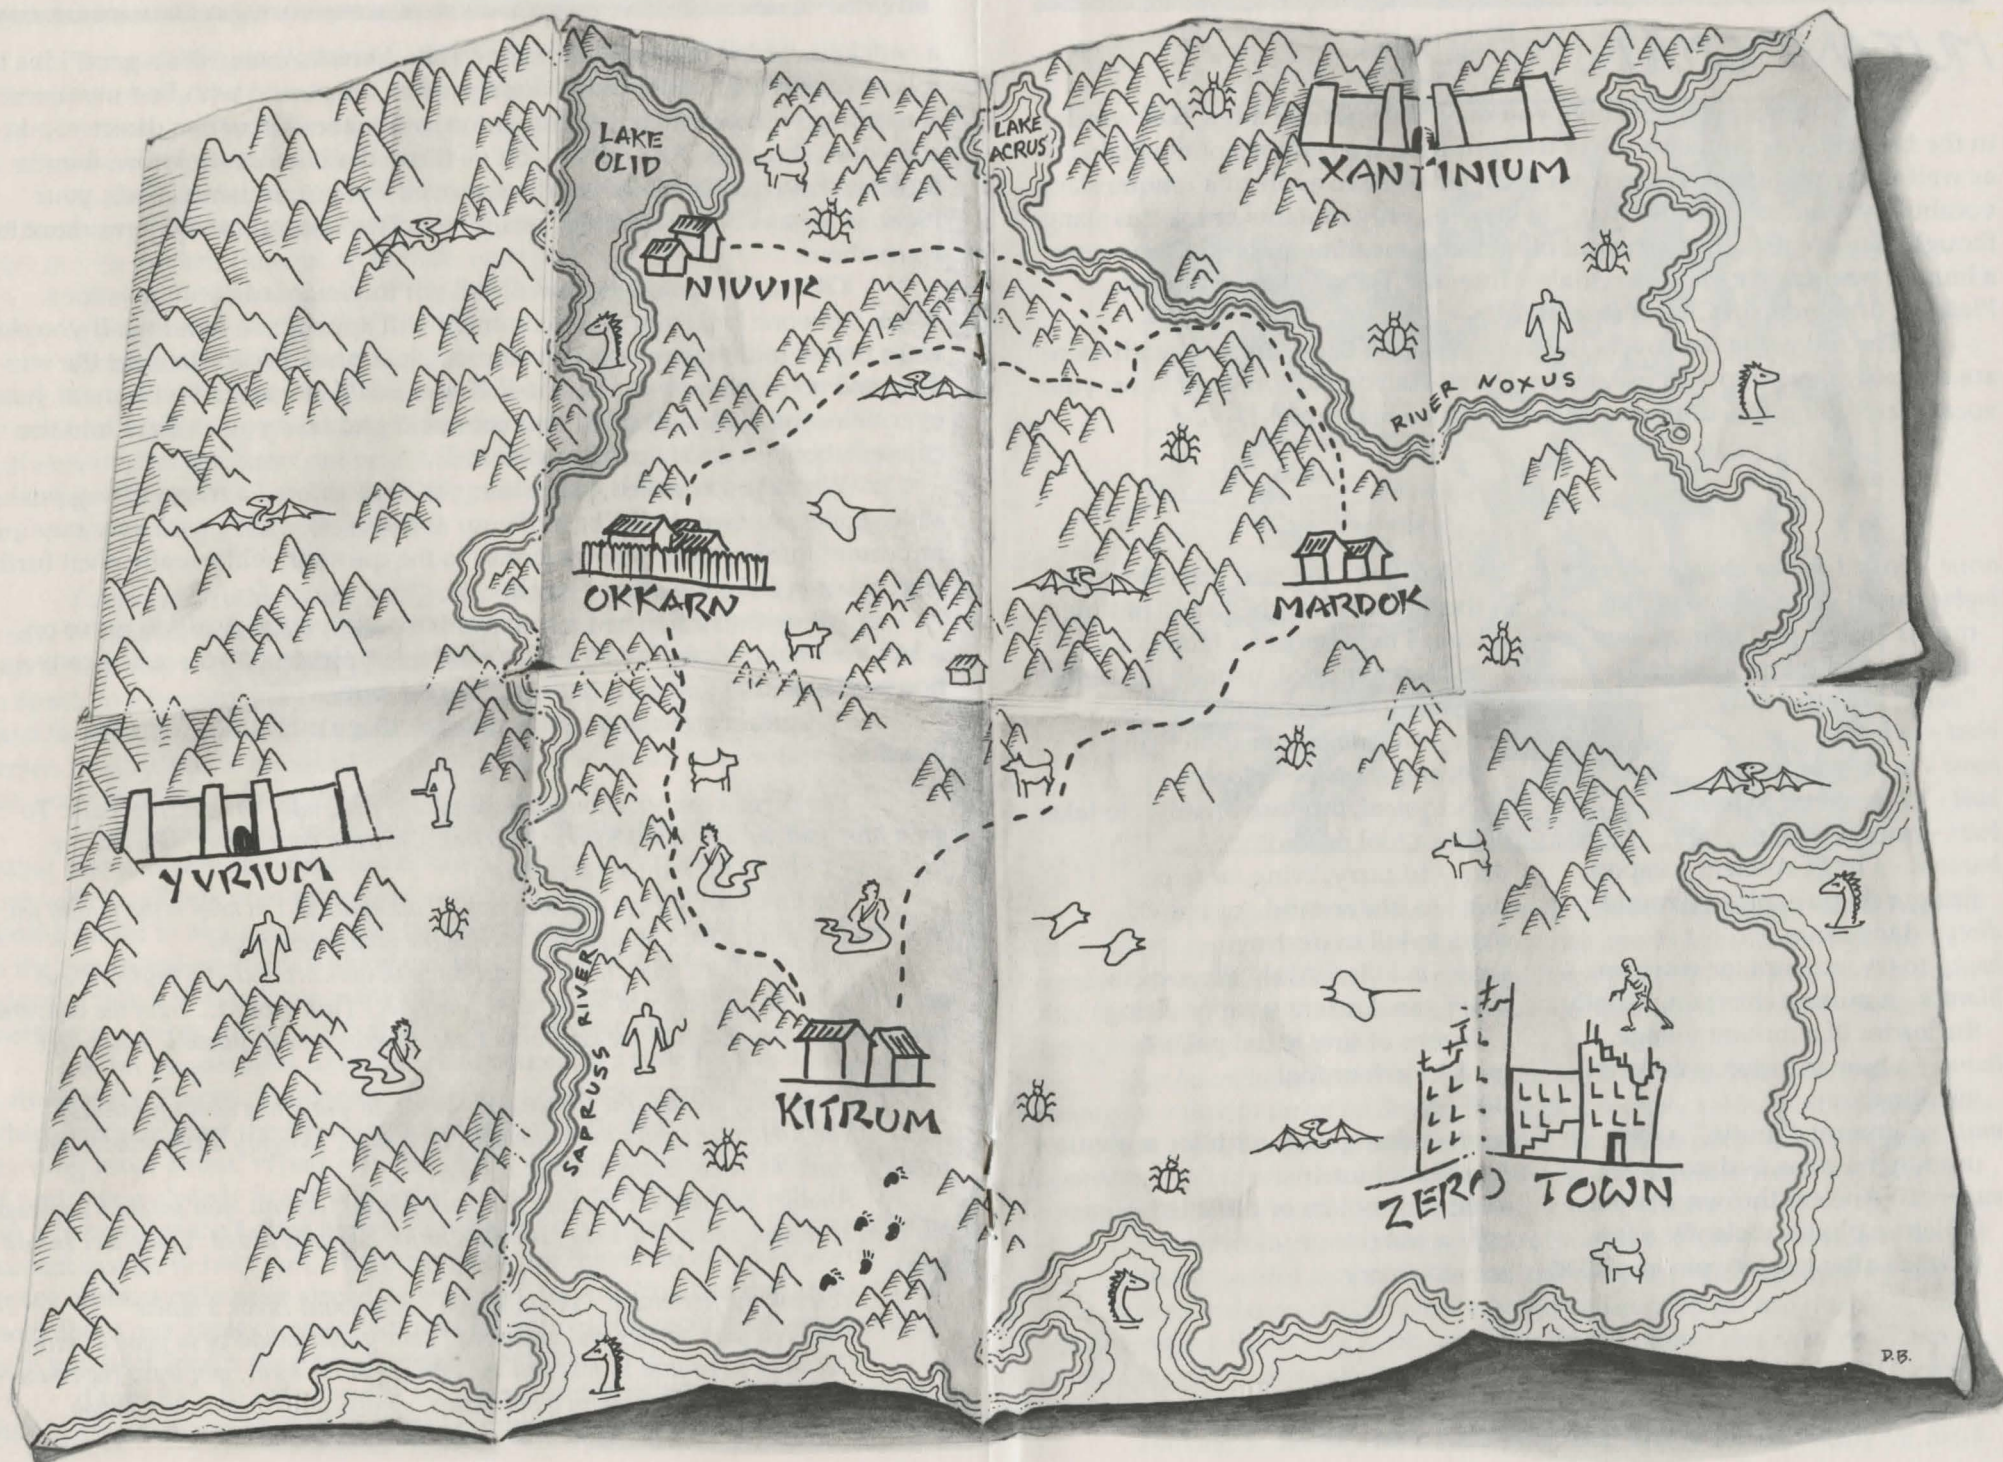 LAKE
OLID
LAKE
ACRUS
XANTINIUM
NIUVIK
RIVER NOXUS
OKKARN
MARDOK
YVRIUM
SAPRUSS RIVER
KITRUM
ZERO TOWN
D.B.